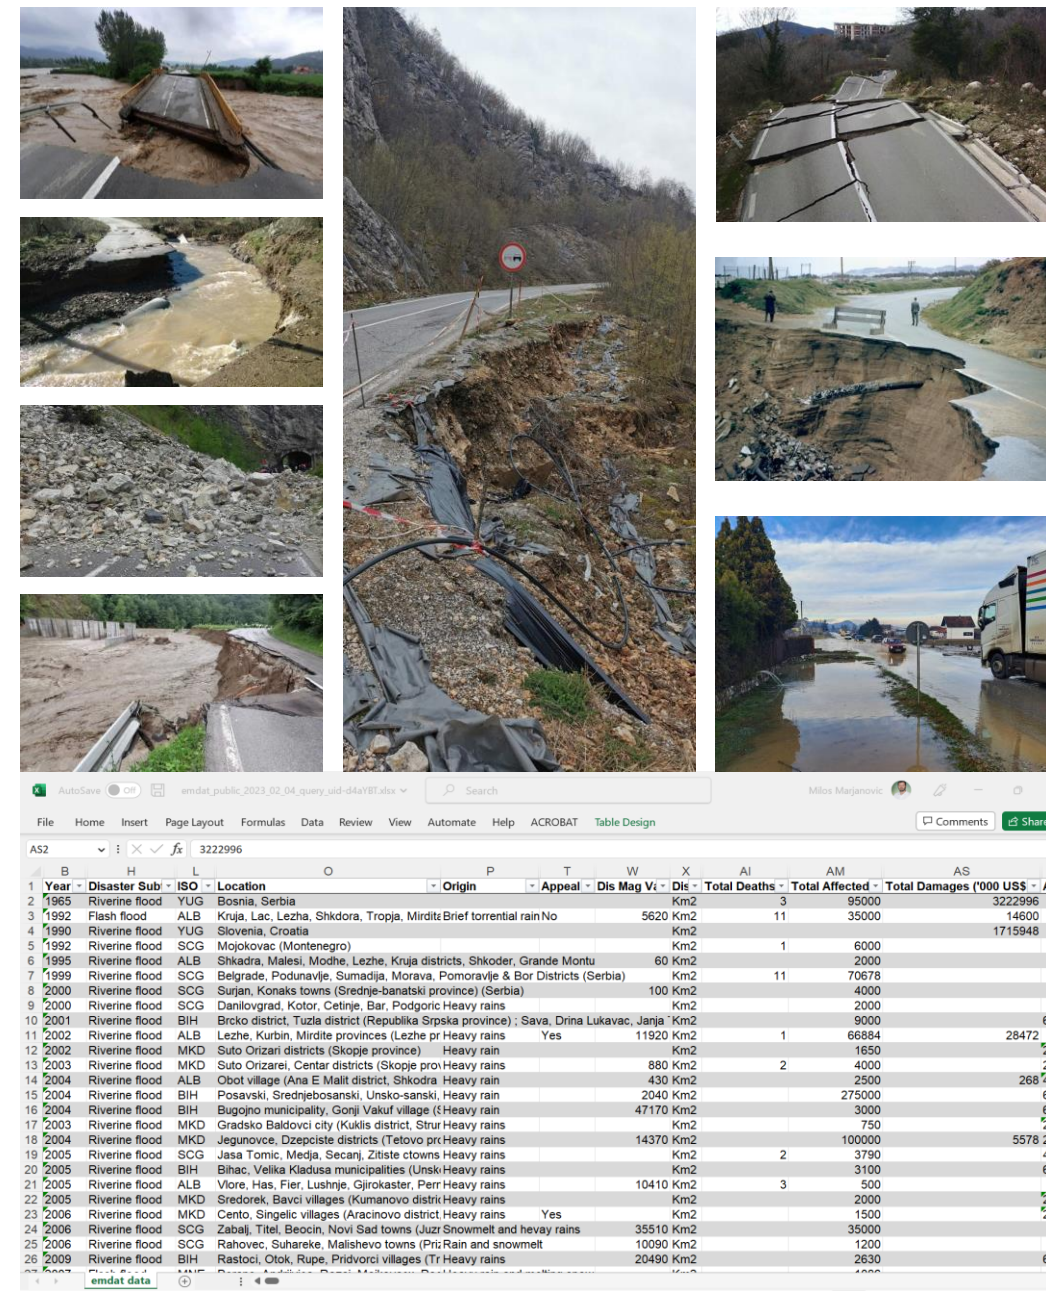 AutoSave Off emdat_public_2023_02_04_query_uid-d4aYBT.xlsx Search Milos Marjanovic
File Home Insert Page Layout Formulas Data Review View Automate Help ACROBAT Table Design Comments Share
AS2 fx 3222996
B H L O P T W X AI AM AS
1 Year Disaster Sub ISO Location Origin Appeal Dis Mag Va Dis Total Deaths Total Affected Total Damages ('000 US$
2 1965 Riverine flood YUG Bosnia, Serbia Km2 3 95000 3222996
3 1992 Flash flood ALB Kruja, Lac, Lezha, Shkdora, Tropja, Mirdita Brief torrential rain No 5620 Km2 11 35000 14600
4 1990 Riverine flood YUG Slovenia, Croatia Km2 1715948
5 1992 Riverine flood SCG Mojokovac (Montenegro) Km2 1 6000
6 1995 Riverine flood ALB Shkadra, Malesi, Modhe, Lezhe, Kruja districts, Shkoder, Grande Montu 60 Km2 2000
7 1999 Riverine flood SCG Belgrade, Podunavlje, Sumadija, Morava, Pomoravlje & Bor Districts (Serbia) Km2 11 70678
8 2000 Riverine flood SCG Surjan, Konaks towns (Srednje-banatski province) (Serbia) 100 Km2 4000
9 2000 Riverine flood SCG Danilovgrad, Kotor, Cetinje, Bar, Podgoric Heavy rains Km2 2000
10 2001 Riverine flood BIH Brcko district, Tuzla district (Republika Srpska province) ; Sava, Drina Lukavac, Janja Km2 9000
11 2002 Riverine flood ALB Lezhe, Kurbin, Mirdite provinces (Lezhe pr Heavy rains Yes 11920 Km2 1 66884 28472
12 2002 Riverine flood MKD Suto Orizari districts (Skopje province) Heavy rain Km2 1650
13 2003 Riverine flood MKD Suto Orizarei, Centar districts (Skopje prov Heavy rains 880 Km2 2 4000
14 2004 Riverine flood ALB Obot village (Ana E Malit district, Shkodra Heavy rain 430 Km2 2500 268
15 2004 Riverine flood BIH Posavski, Srednjebosanski, Unsko-sanski, Heavy rain 2040 Km2 275000
16 2004 Riverine flood BIH Bugojno municipality, Gonji Vakuf village (S Heavy rain 47170 Km2 3000
17 2003 Riverine flood MKD Gradsko Baldovci city (Kuklis district, Strum Heavy rains Km2 750
18 2004 Riverine flood MKD Jegunovce, Dzepciste districts (Tetovo pro Heavy rains 14370 Km2 100000 5578
19 2005 Riverine flood SCG Jasa Tomic, Medja, Secanj, Zitiste ctowns Heavy rains Km2 2 3790
20 2005 Riverine flood BIH Bihac, Velika Kladusa municipalities (Unsk Heavy rains Km2 3100
21 2005 Riverine flood ALB Vlore, Has, Fier, Lushnje, Gjirokaster, Perr Heavy rains 10410 Km2 3 500
22 2005 Riverine flood MKD Sredorek, Bavci villages (Kumanovo distric Heavy rains Km2 2000
23 2006 Riverine flood MKD Cento, Singelic villages (Aracinovo district, Heavy rains Yes Km2 1500
24 2006 Riverine flood SCG Zabalj, Titel, Beocin, Novi Sad towns (Juzr Snowmelt and hevay rains 35510 Km2 35000
25 2006 Riverine flood SCG Rahovec, Suhareke, Malishevo towns (Priz Rain and snowmelt 10090 Km2 1200
26 2009 Riverine flood BIH Rastoci, Otok, Rupe, Pridvorci villages (Tr Heavy rains 20490 Km2 2630
emdat data